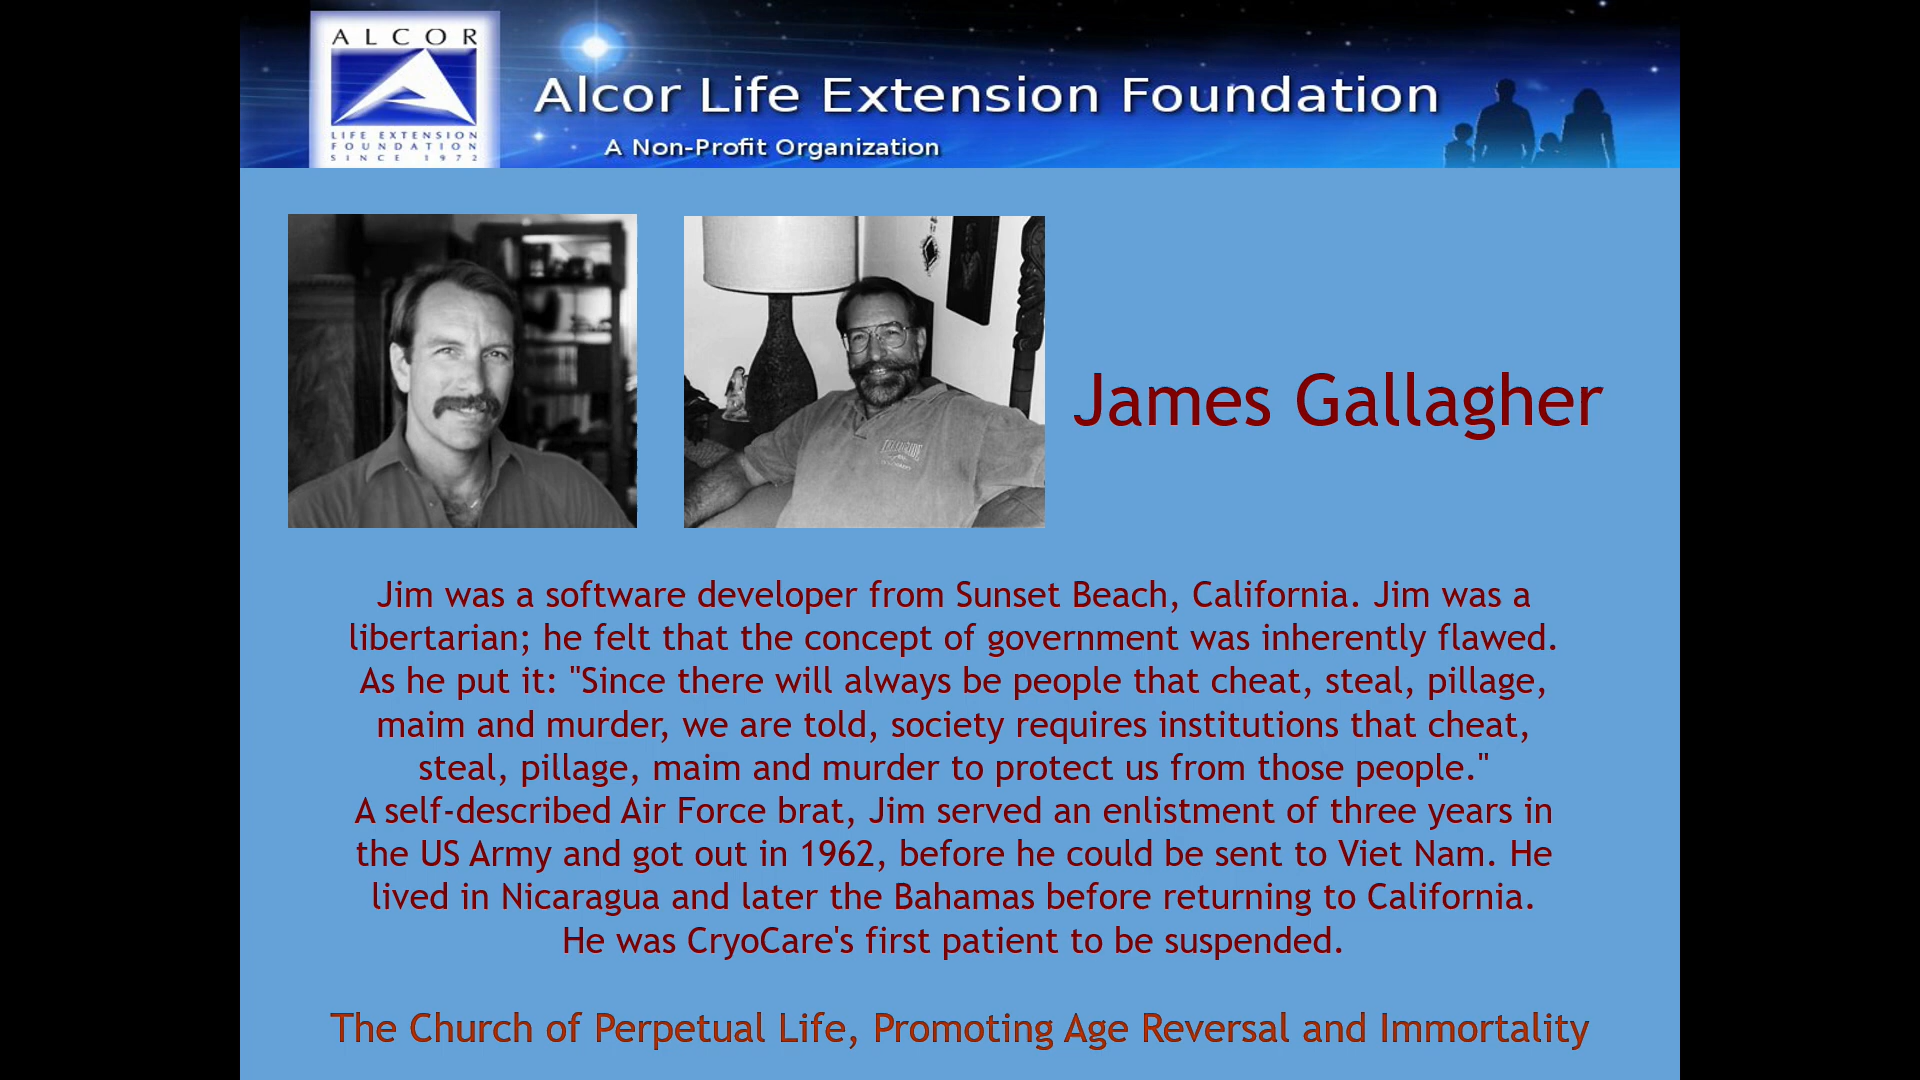 ALCOR
LIFE EXTENSION
FOUNDATION
SINCE 1972
Alcor Life Extension Foundation
A Non-Profit Organization
James Gallagher
Jim was a software developer from Sunset Beach, California. Jim was a
libertarian; he felt that the concept of government was inherently flawed.
As he put it: "Since there will always be people that cheat, steal, pillage,
maim and murder, we are told, society requires institutions that cheat,
steal, pillage, maim and murder to protect us from those people."
A self-described Air Force brat, Jim served an enlistment of three years in
the US Army and got out in 1962, before he could be sent to Viet Nam. He
lived in Nicaragua and later the Bahamas before returning to California.
He was CryoCare's first patient to be suspended.
The Church of Perpetual Life, Promoting Age Reversal and Immortality